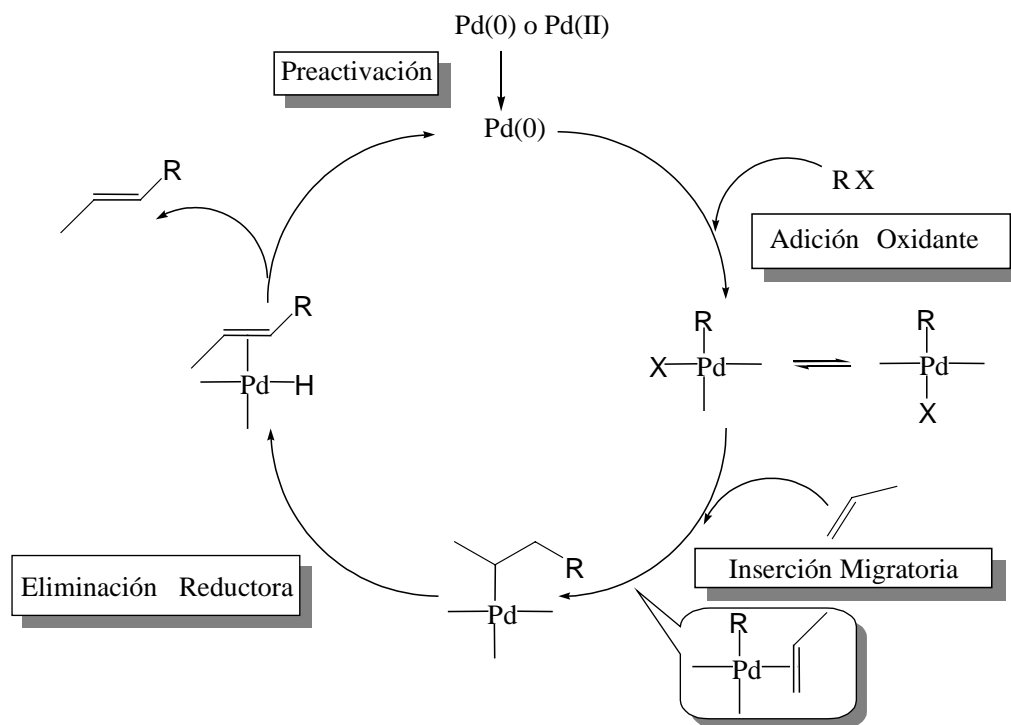 Pd(0) o Pd(II)
Preactivación
Pd(0)
R
R X
Adición Oxidante
R
Pd
H
R
X
Pd
R
Pd
X
Eliminación Reductora
R
Pd
Inserción Migratoria
R
Pd